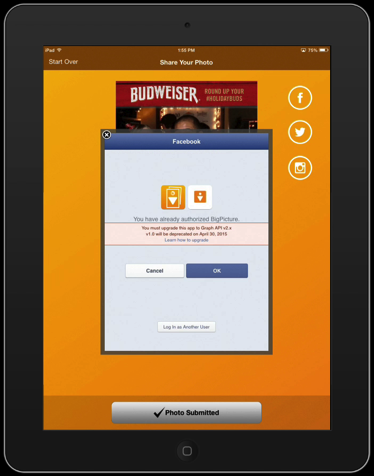 iPad
1:55 PM
75%
Start Over
Share Your Photo
BUDWEISER
ROUND UP YOUR
#HOLIDAYBUDS
Facebook
You have already authorized BigPicture.
You must upgrade this app to Graph API v2.x
v1.0 will be deprecated on April 30, 2015
Learn how to upgrade
Cancel
OK
Log In as Another User
Photo Submitted